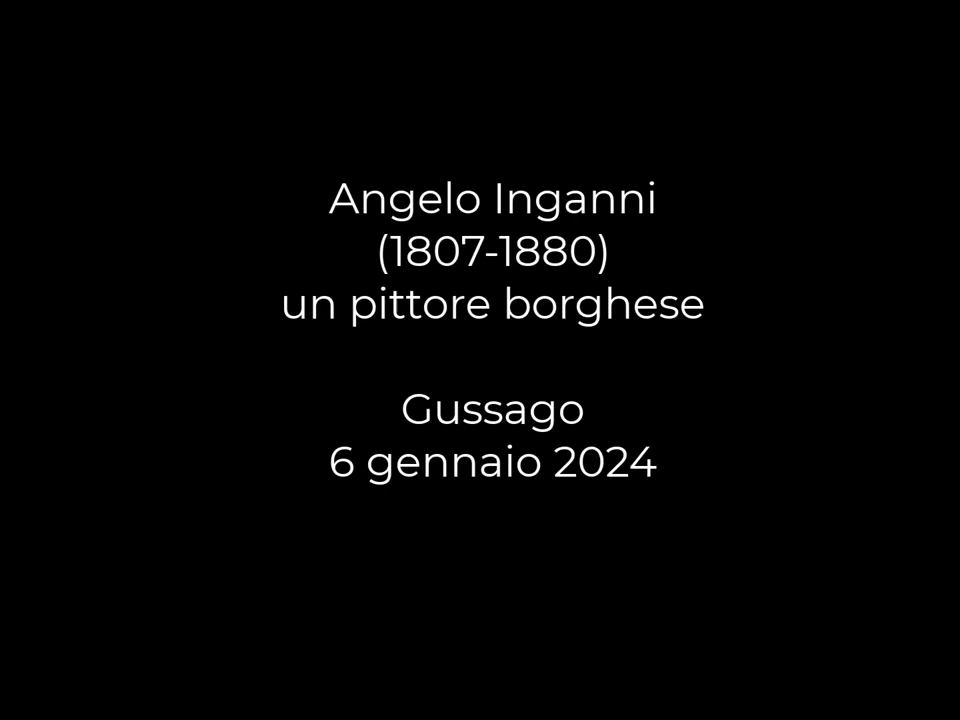 Angelo Inganni
(1807-1880)
un pittore borghese
Gussago
6 gennaio 2024